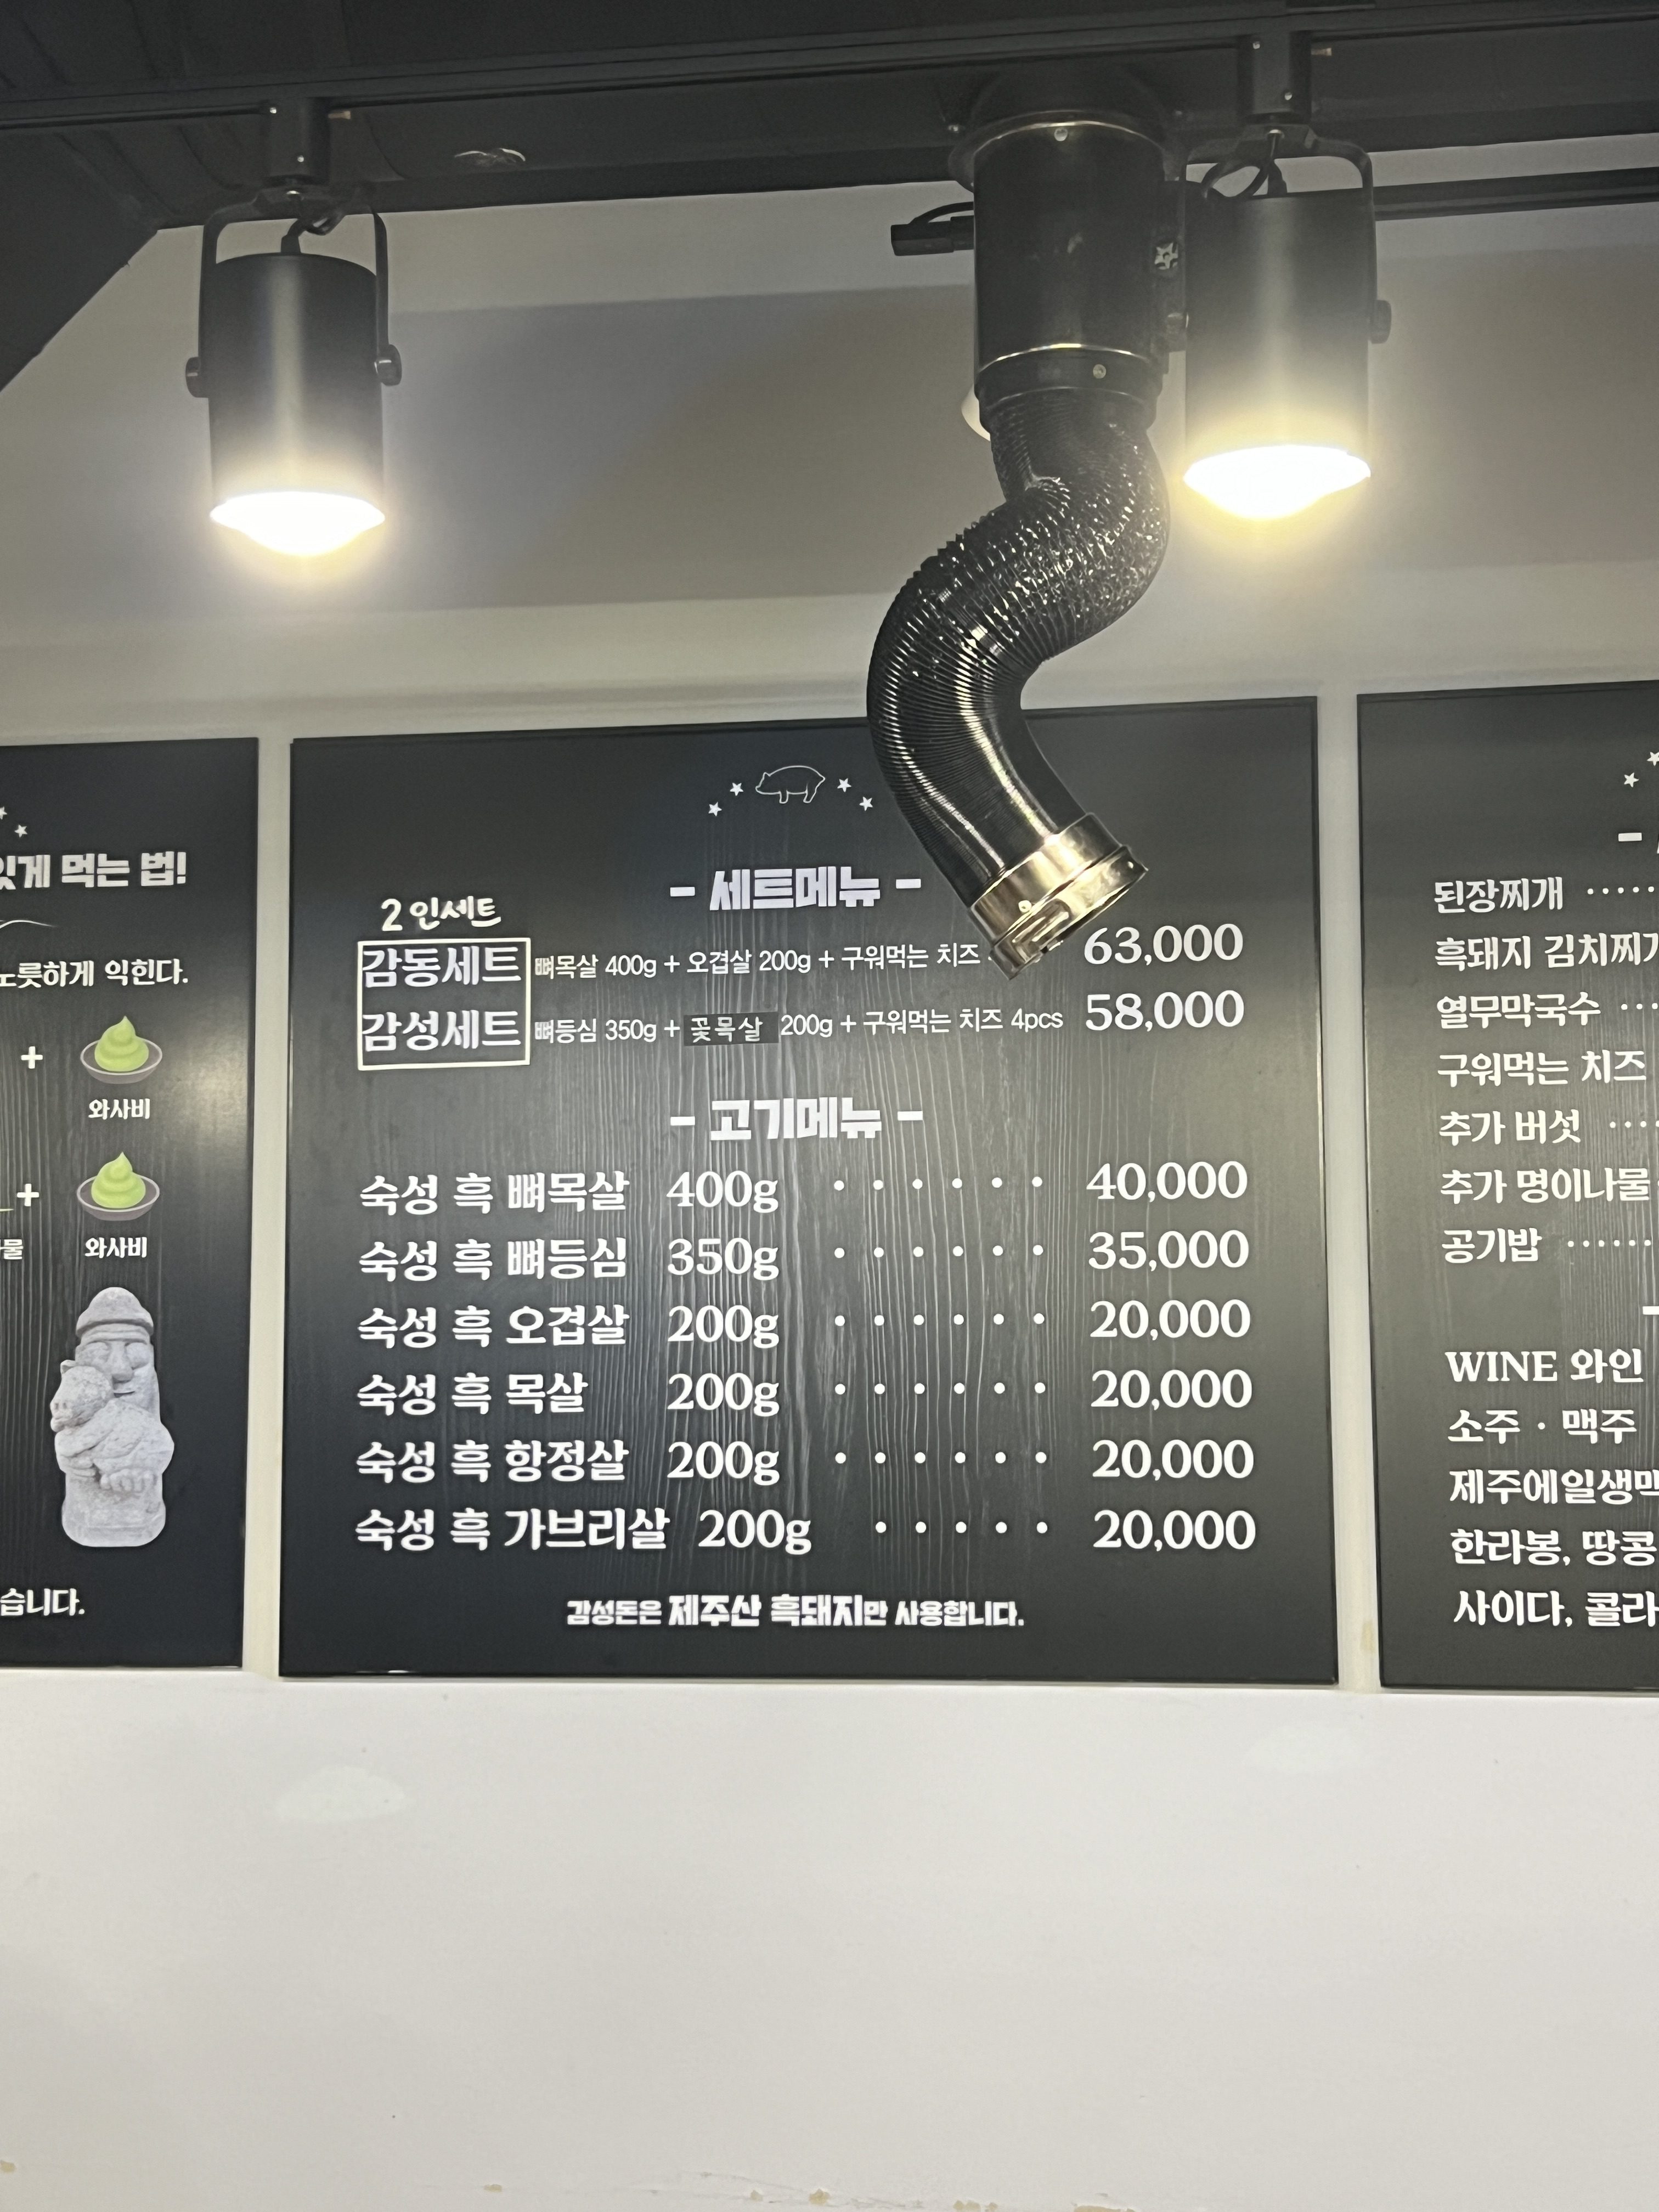 먹는 법!
노릇하게 익힌다.
+
와사비
+
와사비
습니다.
- 세트메뉴 -
2인세트
감동세트 뼈목살 400g + 오겹살 200g + 구워먹는 치즈 63,000
감성세트 뼈등심 350g + 꽃목살 200g + 구워먹는 치즈 4pcs 58,000
- 고기메뉴 -
숙성 흑 뼈목살 400g · · · · · · 40,000
숙성 흑 뼈등심 350g · · · · · · 35,000
숙성 흑 오겹살 200g · · · · · · 20,000
숙성 흑 목살 200g · · · · · · 20,000
숙성 흑 항정살 200g · · · · · · 20,000
숙성 흑 가브리살 200g · · · · · 20,000
감성돈은 제주산 흑돼지만 사용합니다.
된장찌개 ·····
흑돼지 김치찌개
열무막국수 ···
구워먹는 치즈
추가 버섯 ····
추가 명이나물
공기밥 ······
WINE 와인
소주 · 맥주
제주에일생맥
한라봉, 땅콩
사이다, 콜라